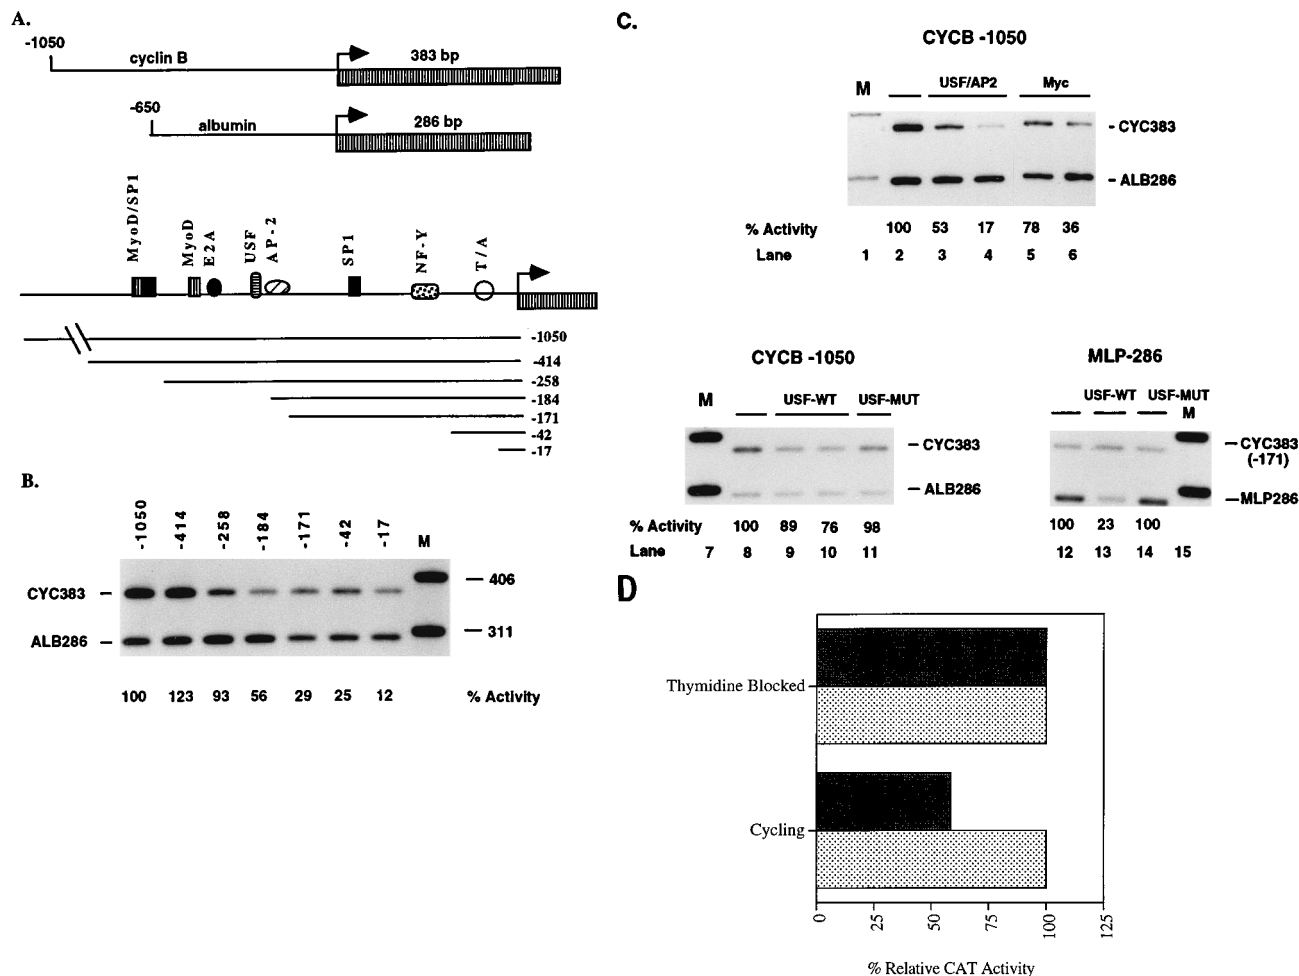 A.
-1050
cyclin B
383 bp
-650
albumin
286 bp
MyoD/SP1
MyoD
E2A
USF
AP-2
SP1
NF-Y
T/A
-1050
-414
-258
-184
-171
-42
-17
B.
-1050 -414 -258 -184 -171 -42 -17 M
CYC383
406
ALB286
311
100 123 93 56 29 25 12 % Activity
C.
CYCB -1050
M USF/AP2 Myc
CYC383
ALB286
% Activity 100 53 17 78 36
Lane 1 2 3 4 5 6
CYCB -1050
M USF-WT USF-MUT
CYC383
ALB286
% Activity 100 89 76 98
Lane 7 8 9 10 11
MLP-286
USF-WT USF-MUT
M
CYC383
(-171)
MLP286
100 23 100
12 13 14 15
D
Thymidine Blocked
Cycling
0 25 50 75 100 125
% Relative CAT Activity